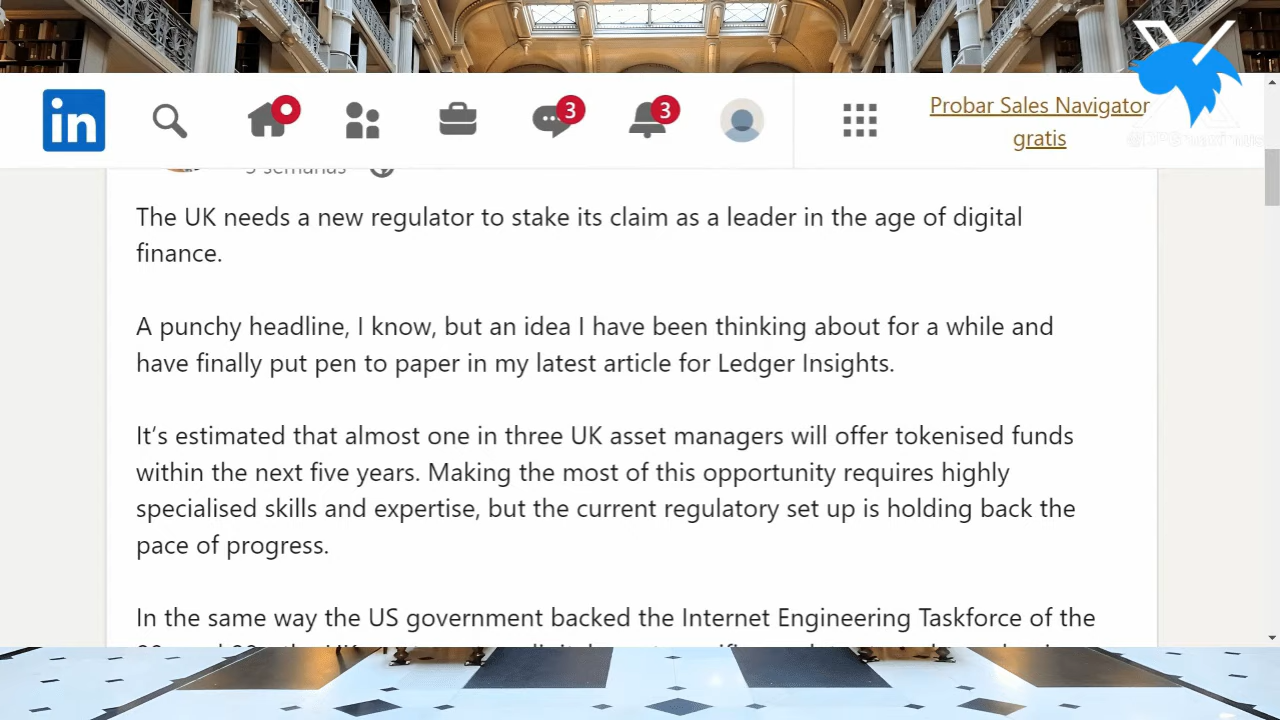 in
3
3
Probar Sales Navigator
gratis
3 semanas
The UK needs a new regulator to stake its claim as a leader in the age of digital
finance.
A punchy headline, I know, but an idea I have been thinking about for a while and
have finally put pen to paper in my latest article for Ledger Insights.
It's estimated that almost one in three UK asset managers will offer tokenised funds
within the next five years. Making the most of this opportunity requires highly
specialised skills and expertise, but the current regulatory set up is holding back the
pace of progress.
In the same way the US government backed the Internet Engineering Taskforce of the